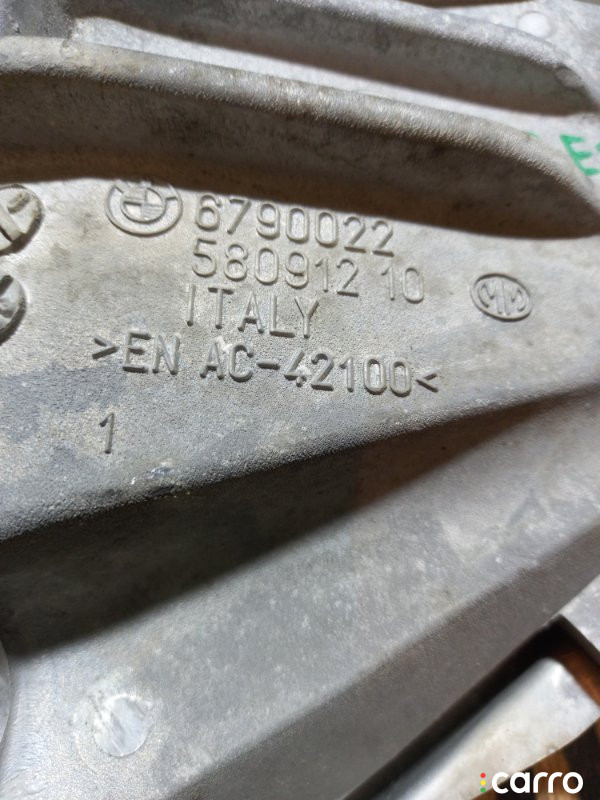 6790022
580912 10
ITALY
>EN AC-42100<
1
E
carro